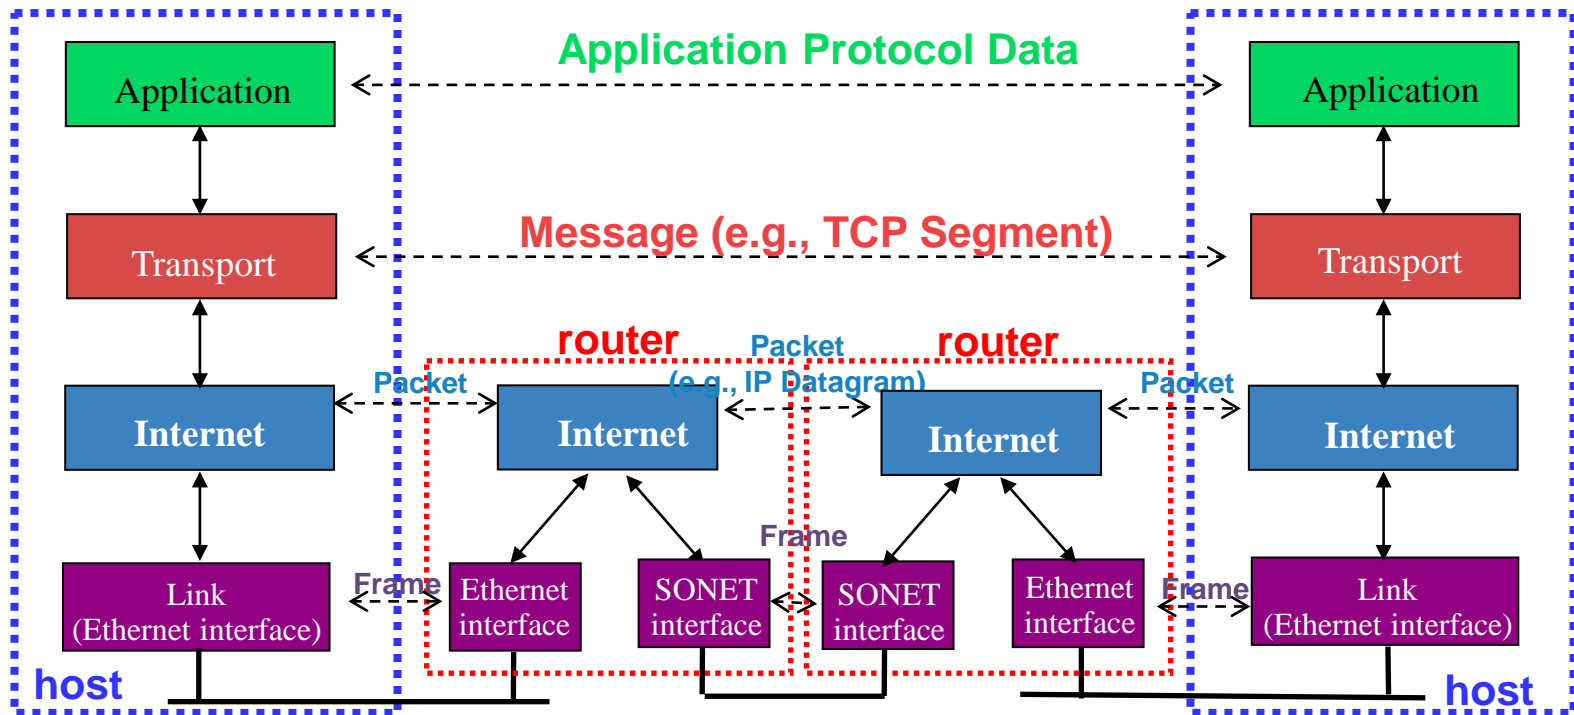 Application Protocol Data
Application
Application
Message (e.g., TCP Segment)
Transport
Transport
router
Packet
(e.g., IP Datagram)
router
Packet
Packet
Internet
Internet
Internet
Internet
Frame
Frame
Frame
Link
(Ethernet interface)
Ethernet
interface
SONET
interface
SONET
interface
Ethernet
interface
Link
(Ethernet interface)
host
host